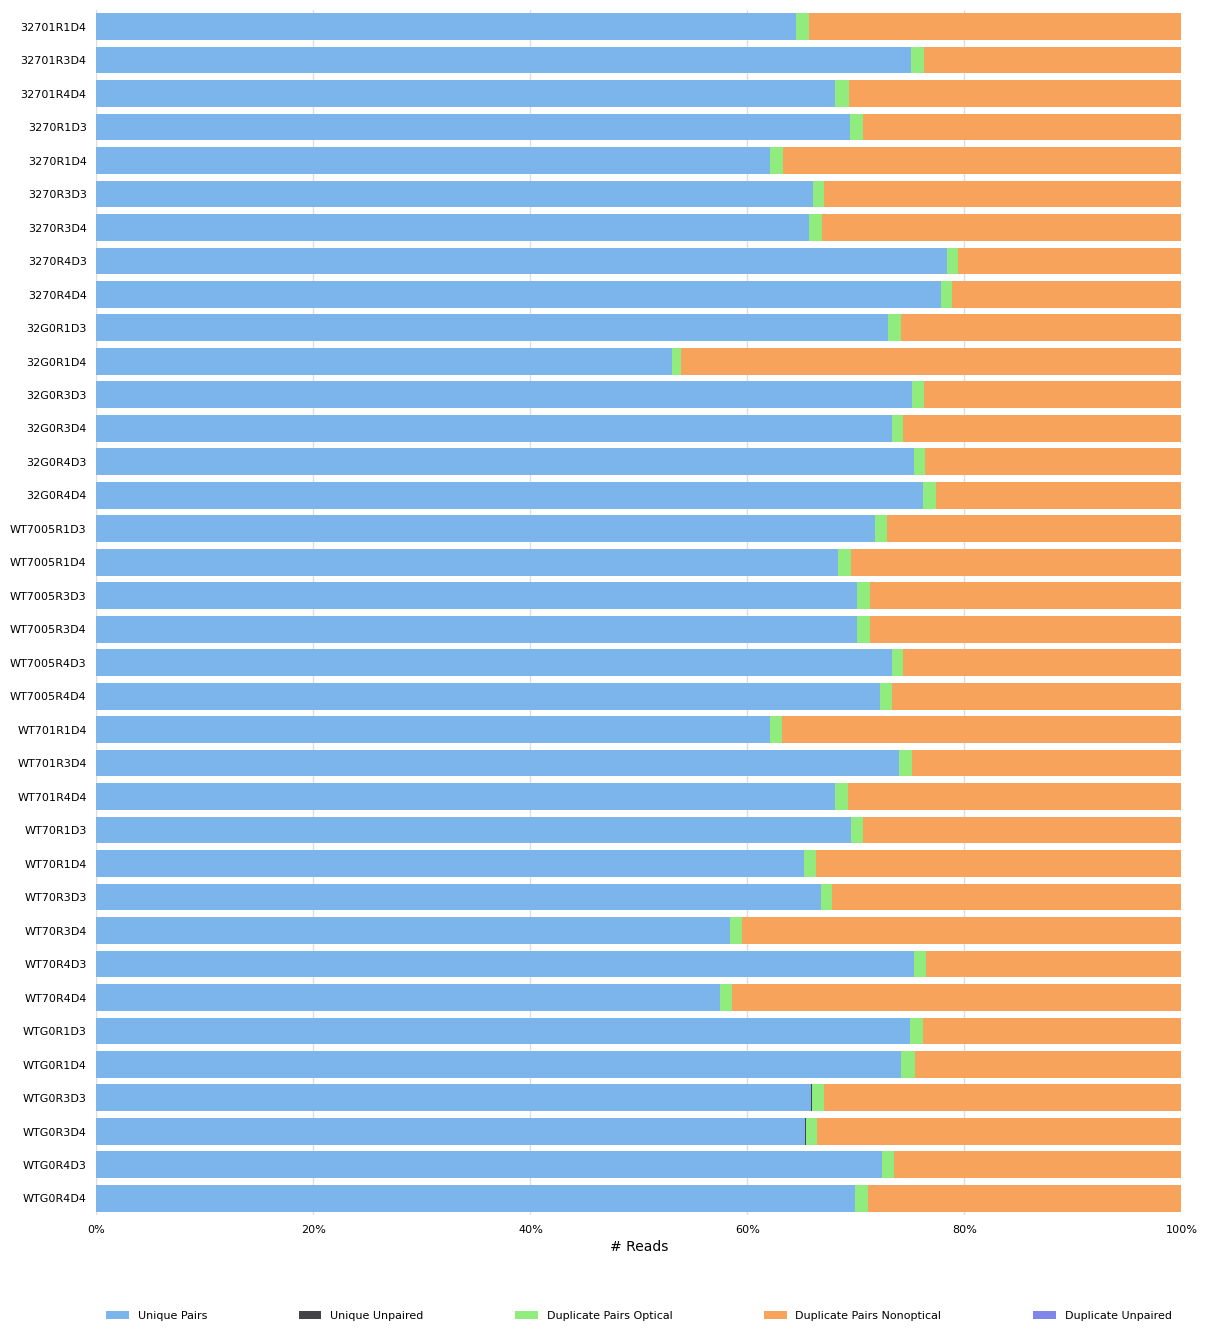 32701R1D4
32701R3D4
32701R4D4
3270R1D3
3270R1D4
3270R3D3
3270R3D4
3270R4D3
3270R4D4
32G0R1D3
32G0R1D4
32G0R3D3
32G0R3D4
32G0R4D3
32G0R4D4
WT7005R1D3
WT7005R1D4
WT7005R3D3
WT7005R3D4
WT7005R4D3
WT7005R4D4
WT701R1D4
WT701R3D4
WT701R4D4
WT70R1D3
WT70R1D4
WT70R3D3
WT70R3D4
WT70R4D3
WT70R4D4
WTG0R1D3
WTG0R1D4
WTG0R3D3
WTG0R3D4
WTG0R4D3
WTG0R4D4
0% 20% 40% 60% 80% 100%
# Reads
Unique Pairs Unique Unpaired Duplicate Pairs Optical Duplicate Pairs Nonoptical Duplicate Unpaired